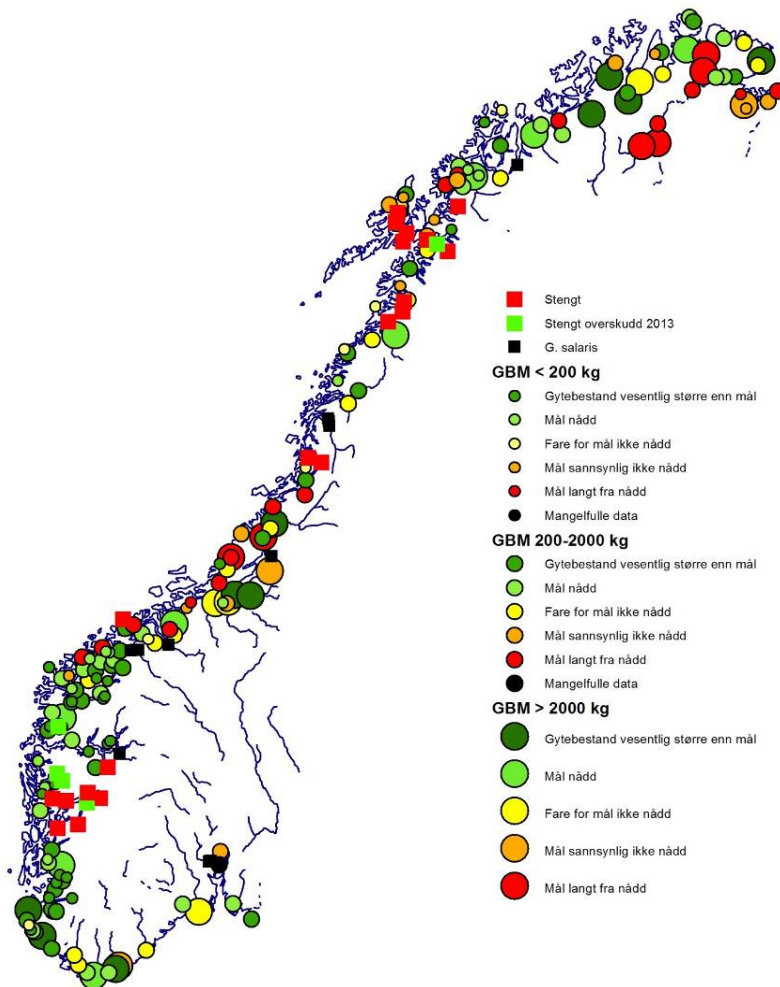 Stengt
Stengt overskudd 2013
G. salaris
GBM < 200 kg
Gytebestand vesentlig større enn mål
Mål nådd
Fare for mål ikke nådd
Mål sannsynlig ikke nådd
Mål langt fra nådd
Mangelfulle data
GBM 200-2000 kg
Gytebestand vesentlig større enn mål
Mål nådd
Fare for mål ikke nådd
Mål sannsynlig ikke nådd
Mål langt fra nådd
Mangelfulle data
GBM > 2000 kg
Gytebestand vesentlig større enn mål
Mål nådd
Fare for mål ikke nådd
Mål sannsynlig ikke nådd
Mål langt fra nådd